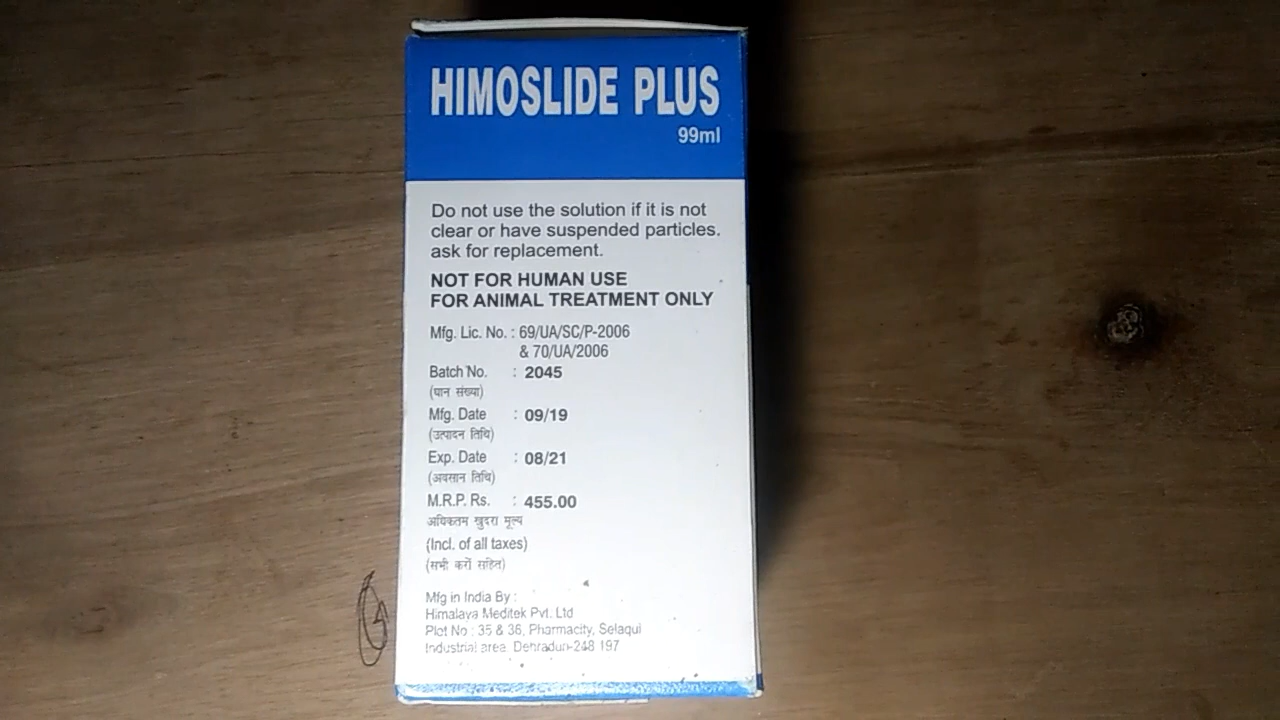 HIMOSLIDE PLUS
99ml
Do not use the solution if it is not
clear or have suspended particles.
ask for replacement.
NOT FOR HUMAN USE
FOR ANIMAL TREATMENT ONLY
Mfg. Lic. No. : 69/UA/SC/P-2006
& 70/UA/2006
Batch No. : 2045
(घान संख्या)
Mfg. Date : 09/19
(उत्पादन तिथि)
Exp. Date : 08/21
(अवसान तिथि)
M.R.P. Rs. : 455.00
अधिकतम खुदरा मूल्य
(Incl. of all taxes)
(सभी करों सहित)
Mfg in India By :
Himalaya Meditek Pvt. Ltd
Plot No : 35 & 36, Pharmacity, Selaqui
Industrial area, Dehradun-248 197